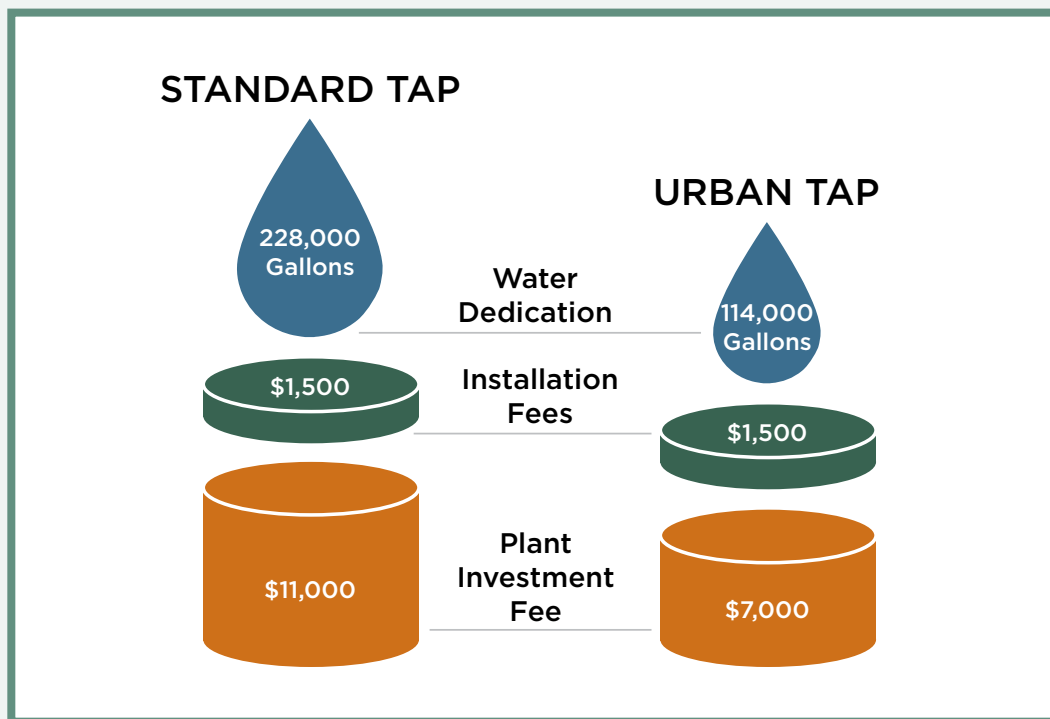 STANDARD TAP
228,000
Gallons
$1,500
$11,000
Water
Dedication
Installation
Fees
Plant
Investment
Fee
URBAN TAP
114,000
Gallons
$1,500
$7,000